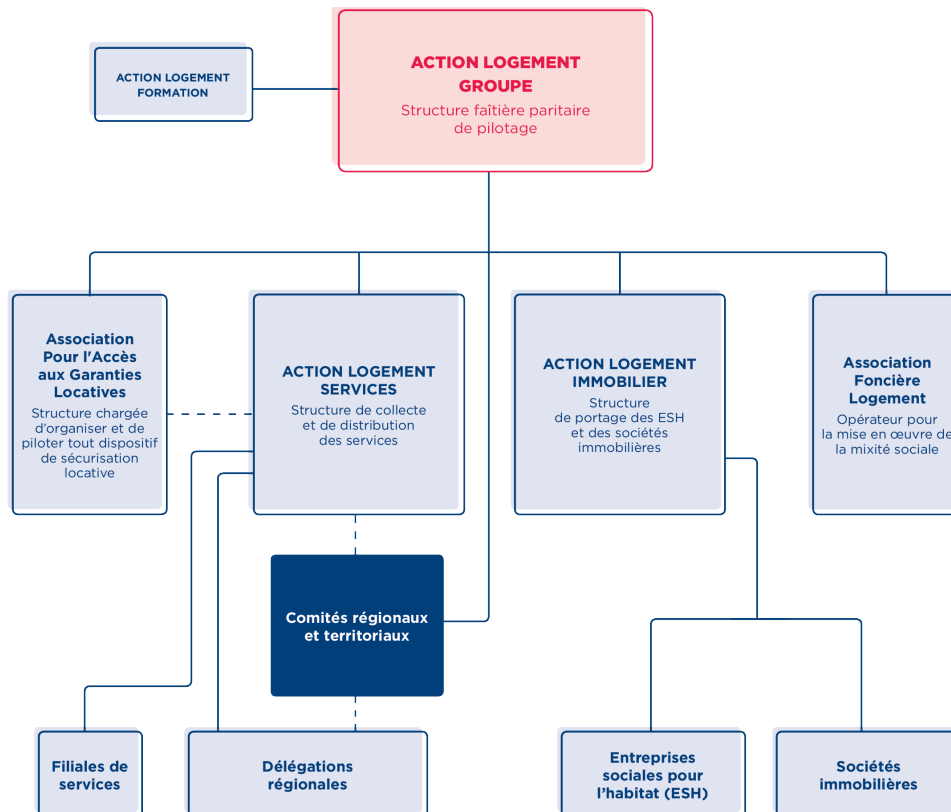 ACTION LOGEMENT
FORMATION
ACTION LOGEMENT
GROUPE
Structure faîtière paritaire
de pilotage
Association
Pour l'Accès
aux Garanties
Locatives
Structure chargée
d'organiser et de
piloter tout dispositif
de sécurisation
locative
ACTION LOGEMENT
SERVICES
Structure de collecte
et de distribution
des services
ACTION LOGEMENT
IMMOBILIER
Structure
de portage des ESH
et des sociétés
immobilières
Association
Foncière
Logement
Opérateur pour
la mise en œuvre de
la mixité sociale
Comités régionaux
et territoriaux
Filiales de
services
Délégations
régionales
Entreprises
sociales pour
l'habitat (ESH)
Sociétés
immobilières